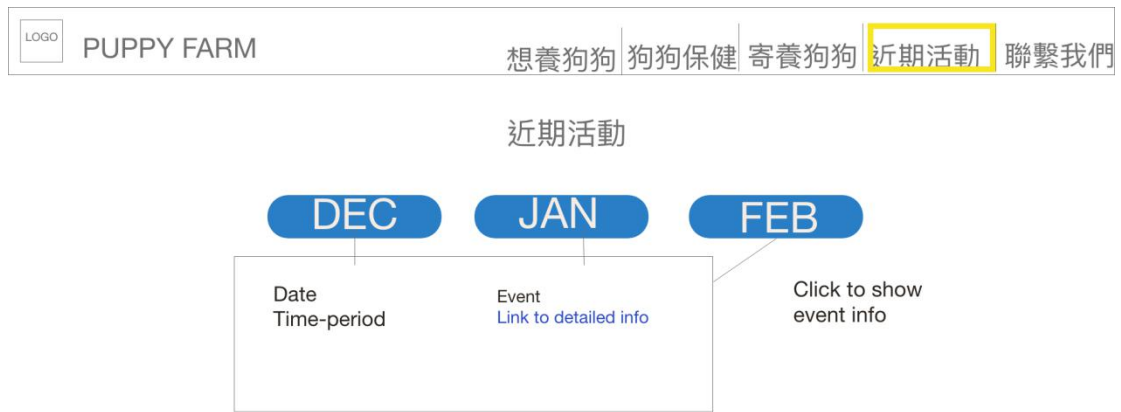 LOGO
PUPPY FARM
想養狗狗 狗狗保健 寄養狗狗 近期活動 聯繫我們
近期活動
DEC JAN FEB
Date
Time-period
Event
Link to detailed info
Click to show
event info